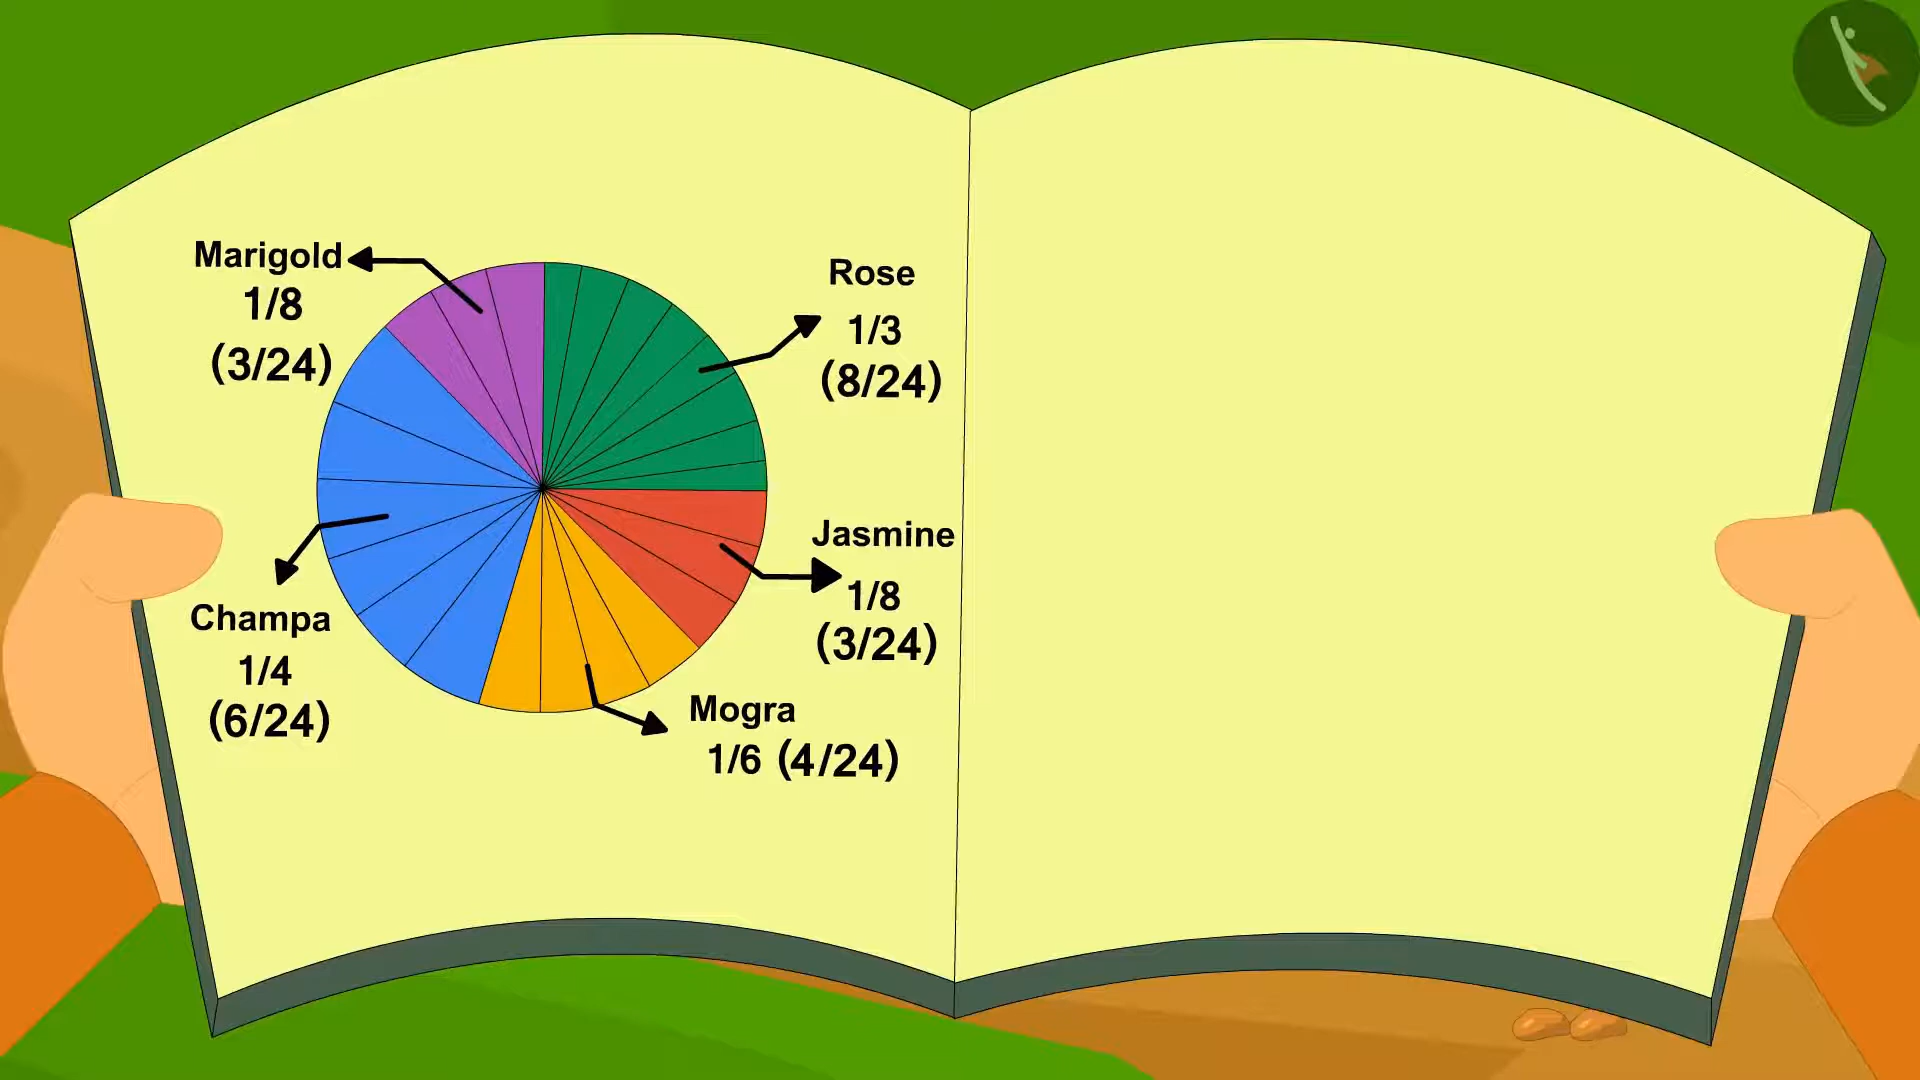 Marigold
1/8
(3/24)
Rose
1/3
(8/24)
Jasmine
1/8
(3/24)
Champa
1/4
(6/24)
Mogra
1/6 (4/24)